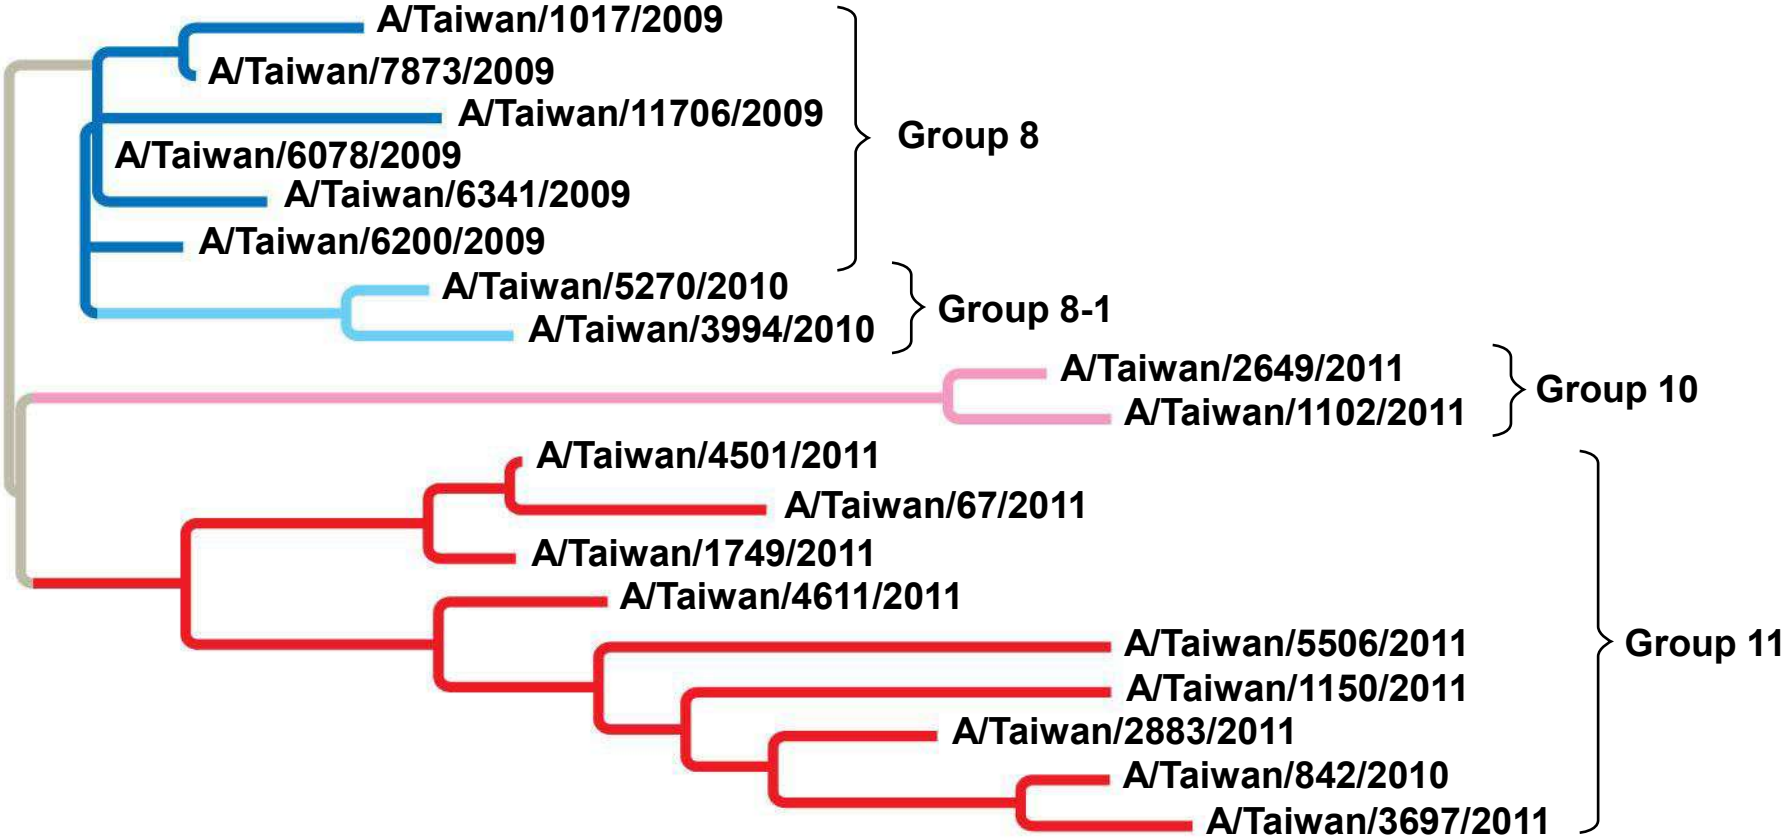 A/Taiwan/1017/2009
A/Taiwan/7873/2009
A/Taiwan/11706/2009
Group 8
A/Taiwan/6078/2009
A/Taiwan/6341/2009
A/Taiwan/6200/2009
A/Taiwan/5270/2010
Group 8-1
A/Taiwan/3994/2010
A/Taiwan/2649/2011
Group 10
A/Taiwan/1102/2011
A/Taiwan/4501/2011
A/Taiwan/67/2011
A/Taiwan/1749/2011
A/Taiwan/4611/2011
A/Taiwan/5506/2011
Group 11
A/Taiwan/1150/2011
A/Taiwan/2883/2011
A/Taiwan/842/2010
A/Taiwan/3697/2011